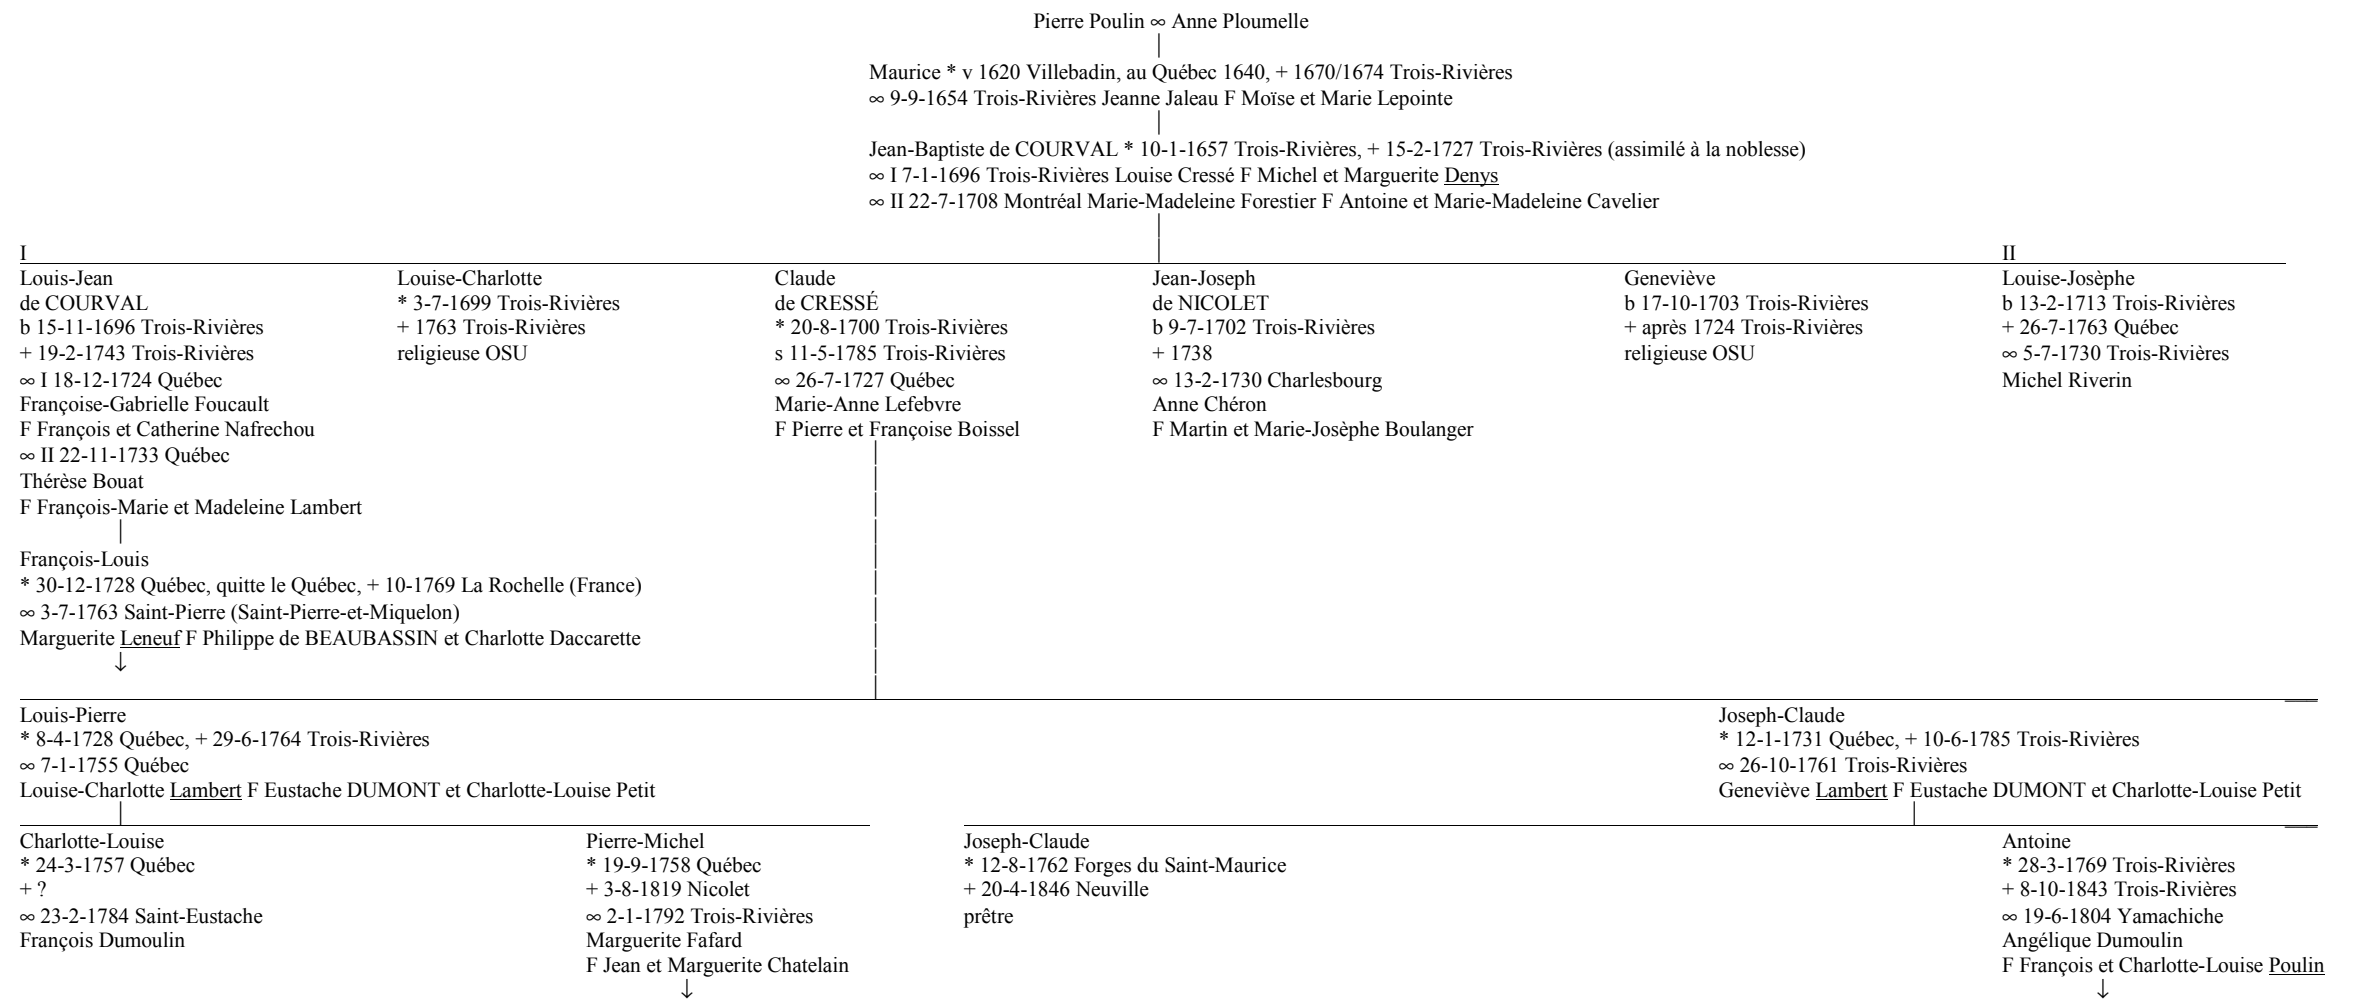 Pierre Poulin ∞ Anne Ploumelle
Maurice * v 1620 Villebadin, au Québec 1640, + 1670/1674 Trois-Rivières
∞ 9-9-1654 Trois-Rivières Jeanne Jaleau F Moïse et Marie Lepointe
Jean-Baptiste de COURVAL * 10-1-1657 Trois-Rivières, + 15-2-1727 Trois-Rivières (assimilé à la noblesse)
∞ I 7-1-1696 Trois-Rivières Louise Cressé F Michel et Marguerite Denys
∞ II 22-7-1708 Montréal Marie-Madeleine Forestier F Antoine et Marie-Madeleine Cavelier
I
Louis-Jean
de COURVAL
b 15-11-1696 Trois-Rivières
+ 19-2-1743 Trois-Rivières
∞ I 18-12-1724 Québec
Françoise-Gabrielle Foucault
F François et Catherine Nafrechou
∞ II 22-11-1733 Québec
Thérèse Bouat
F François-Marie et Madeleine Lambert
Louise-Charlotte
* 3-7-1699 Trois-Rivières
+ 1763 Trois-Rivières
religieuse OSU
Claude
de CRESSÉ
* 20-8-1700 Trois-Rivières
s 11-5-1785 Trois-Rivières
∞ 26-7-1727 Québec
Marie-Anne Lefebvre
F Pierre et Françoise Boissel
Jean-Joseph
de NICOLET
b 9-7-1702 Trois-Rivières
+ 1738
∞ 13-2-1730 Charlesbourg
Anne Chéron
F Martin et Marie-Josèphe Boulanger
Geneviève
b 17-10-1703 Trois-Rivières
+ après 1724 Trois-Rivières
religieuse OSU
II
Louise-Josèphe
b 13-2-1713 Trois-Rivières
+ 26-7-1763 Québec
∞ 5-7-1730 Trois-Rivières
Michel Riverin
François-Louis
* 30-12-1728 Québec, quitte le Québec, + 10-1769 La Rochelle (France)
∞ 3-7-1763 Saint-Pierre (Saint-Pierre-et-Miquelon)
Marguerite Leneuf F Philippe de BEAUBASSIN et Charlotte Daccarette
↓
Louis-Pierre
* 8-4-1728 Québec, + 29-6-1764 Trois-Rivières
∞ 7-1-1755 Québec
Louise-Charlotte Lambert F Eustache DUMONT et Charlotte-Louise Petit
Joseph-Claude
* 12-1-1731 Québec, + 10-6-1785 Trois-Rivières
∞ 26-10-1761 Trois-Rivières
Geneviève Lambert F Eustache DUMONT et Charlotte-Louise Petit
Charlotte-Louise
* 24-3-1757 Québec
+ ?
∞ 23-2-1784 Saint-Eustache
François Dumoulin
Pierre-Michel
* 19-9-1758 Québec
+ 3-8-1819 Nicolet
∞ 2-1-1792 Trois-Rivières
Marguerite Fafard
F Jean et Marguerite Chatelain
↓
Joseph-Claude
* 12-8-1762 Forges du Saint-Maurice
+ 20-4-1846 Neuville
prêtre
Antoine
* 28-3-1769 Trois-Rivières
+ 8-10-1843 Trois-Rivières
∞ 19-6-1804 Yamachiche
Angélique Dumoulin
F François et Charlotte-Louise Poulin
↓